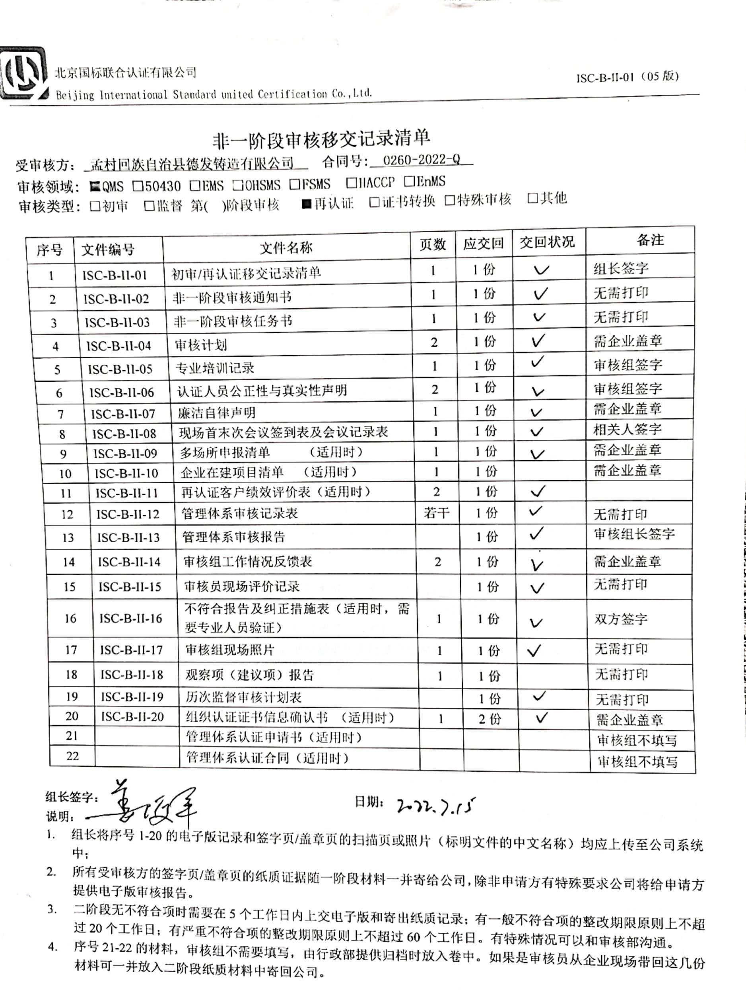 北京国标联合认证有限公司
ISC-B-II-01（05 版）
Beijing International Standard united Certification Co.,Ltd.
非一阶段审核移交记录清单
受审核方： 孟村回族自治县德发铸造有限公司 合同号： 0260-2022-Q
审核领域：■QMS □50430 □EMS □OHSMS □FSMS □HACCP □EnMS
审核类型：□初审 □监督 第( )阶段审核 ■再认证 □证书转换 □特殊审核 □其他
序号 文件编号 文件名称 页数 应交回 交回状况 备注
1 ISC-B-II-01 初审/再认证移交记录清单 1 1 份 ✓ 组长签字
2 ISC-B-II-02 非一阶段审核通知书 1 1 份 ✓ 无需打印
3 ISC-B-II-03 非一阶段审核任务书 1 1 份 ✓ 无需打印
4 ISC-B-II-04 审核计划 2 1 份 ✓ 需企业盖章
5 ISC-B-II-05 专业培训记录 1 1 份 ✓ 审核组签字
6 ISC-B-II-06 认证人员公正性与真实性声明 2 1 份 ✓ 审核组签字
7 ISC-B-II-07 廉洁自律声明 1 1 份 ✓ 需企业盖章
8 ISC-B-II-08 现场首末次会议签到表及会议记录表 1 1 份 ✓ 相关人签字
9 ISC-B-II-09 多场所申报清单 （适用时） 1 1 份 ✓ 需企业盖章
10 ISC-B-II-10 企业在建项目清单 （适用时） 1 1 份 需企业盖章
11 ISC-B-II-11 再认证客户绩效评价表（适用时） 2 1 份 ✓
12 ISC-B-II-12 管理体系审核记录表 若干 1 份 ✓ 无需打印
13 ISC-B-II-13 管理体系审核报告 1 份 ✓ 审核组长签字
14 ISC-B-II-14 审核组工作情况反馈表 2 1 份 ✓ 需企业盖章
15 ISC-B-II-15 审核员现场评价记录 1 份 ✓ 无需打印
16 ISC-B-II-16 不符合报告及纠正措施表（适用时，需
要专业人员验证） 1 1 份 ✓ 双方签字
17 ISC-B-II-17 审核组现场照片 1 1 份 ✓ 无需打印
18 ISC-B-II-18 观察项（建议项）报告 1 1 份 无需打印
19 ISC-B-II-19 历次监督审核计划表 1 份 ✓ 无需打印
20 ISC-B-II-20 组织认证证书信息确认书 （适用时） 1 2 份 ✓ 需企业盖章
21 管理体系认证申请书（适用时） 审核组不填写
22 管理体系认证合同（适用时） 审核组不填写
组长签字： 日期： 2022.7.15
说明：
1. 组长将序号 1-20 的电子版记录和签字页/盖章页的扫描页或照片（标明文件的中文名称）均应上传至公司系统
中；
2. 所有受审核方的签字页/盖章页的纸质证据随一阶段材料一并寄给公司，除非申请方有特殊要求公司将给申请方
提供电子版审核报告。
3. 二阶段无不符合项时需要在 5 个工作日内上交电子版和寄出纸质记录；有一般不符合项的整改期限原则上不超
过 20 个工作日；有严重不符合项的整改期限原则上不超过 60 个工作日。有特殊情况可以和审核部沟通。
4. 序号 21-22 的材料，审核组不需要填写，由行政部提供归档时放入卷中。如果是审核员从企业现场带回这几份
材料可一并放入二阶段纸质材料中寄回公司。